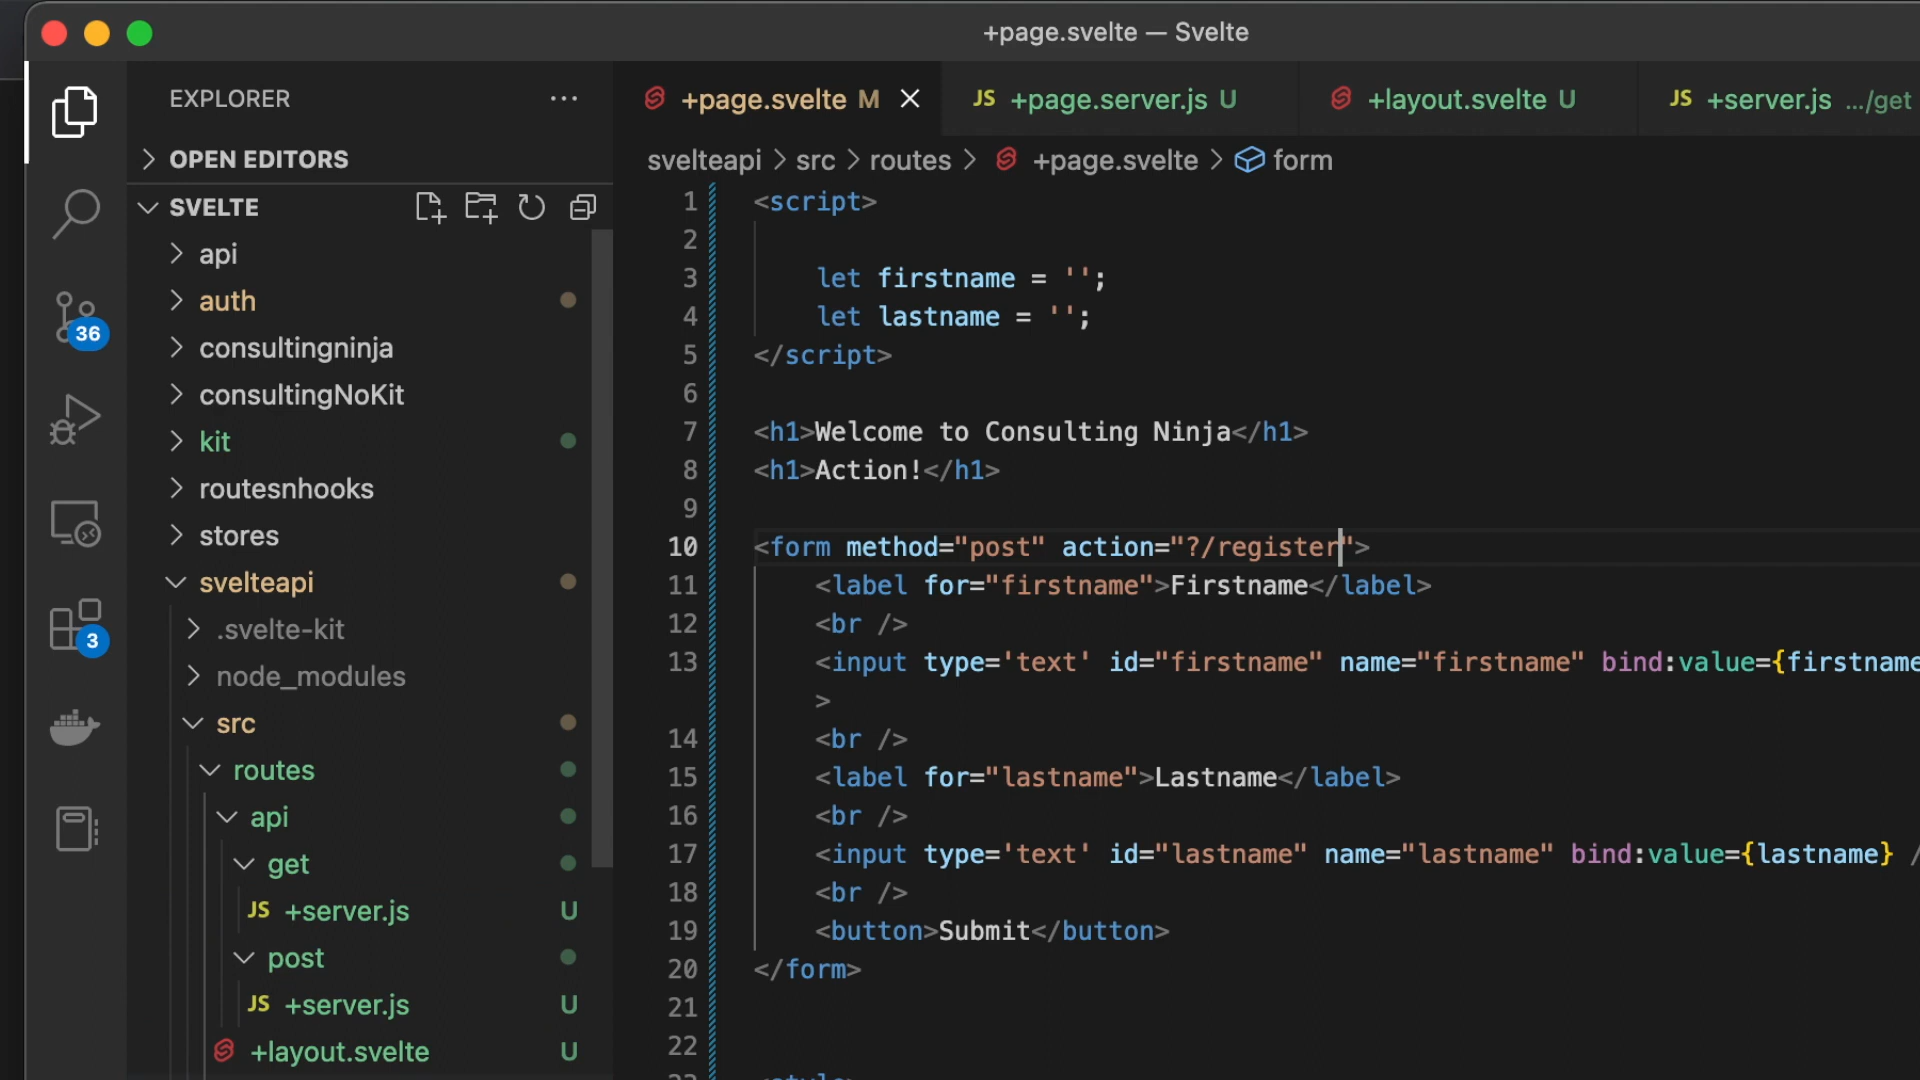 +page.svelte — Svelte
EXPLORER
OPEN EDITORS
SVELTE
api
auth
consultingninja
consultingNoKit
kit
routesnhooks
stores
svelteapi
.svelte-kit
node_modules
src
routes
api
get
JS +server.js U
post
JS +server.js U
+layout.svelte U
36
3
+page.svelte M
JS +page.server.js U
+layout.svelte U
JS +server.js .../get
svelteapi > src > routes > +page.svelte > form
1 <script>
2
3 let firstname = '';
4 let lastname = '';
5 </script>
6
7 <h1>Welcome to Consulting Ninja</h1>
8 <h1>Action!</h1>
9
10 <form method="post" action="?/register">
11 <label for="firstname">Firstname</label>
12 <br />
13 <input type='text' id="firstname" name="firstname" bind:value={firstname
>
14 <br />
15 <label for="lastname">Lastname</label>
16 <br />
17 <input type='text' id="lastname" name="lastname" bind:value={lastname} /
18 <br />
19 <button>Submit</button>
20 </form>
21
22